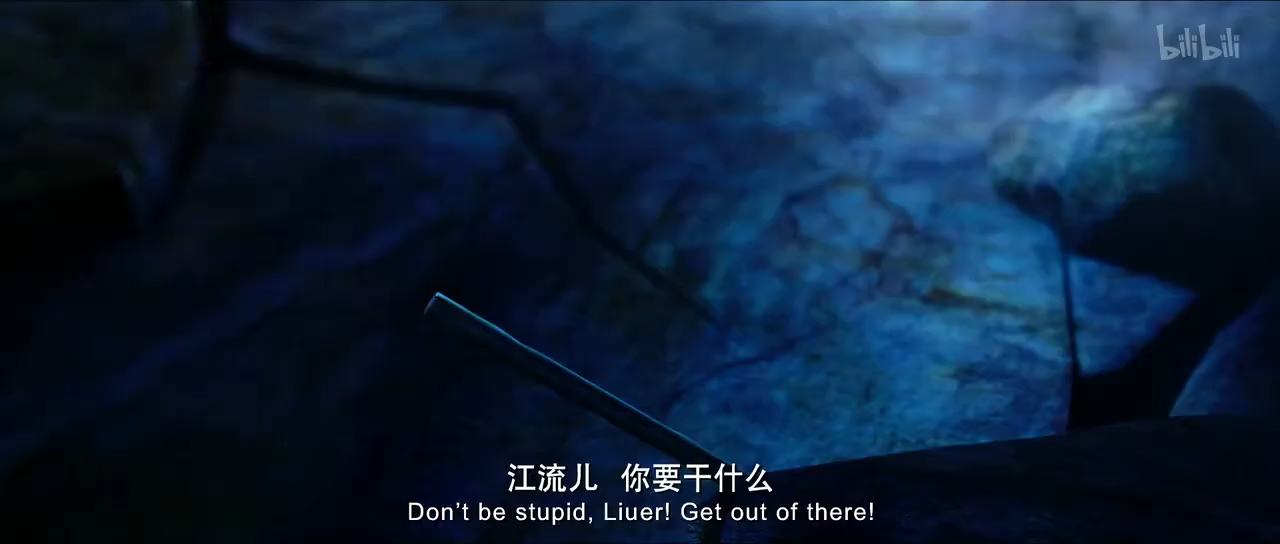 bilibili
江流儿 你要干什么
Don't be stupid, Liuer! Get out of there!